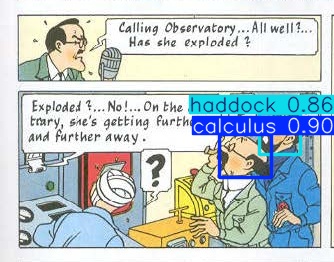 Calling Observatory... All well?...
Has she exploded?
Exploded?... No!... On the
trary, she's getting furthe
and further away.
haddock 0.86
calculus 0.90
?